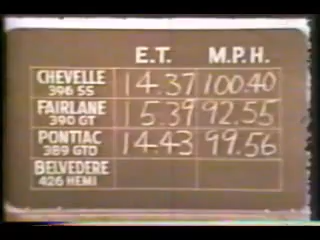 E.T. M.P.H.
CHEVELLE 14.37 100.40
396 SS
FAIRLANE 5.39 92.55
390 GT
PONTIAC 14.43 99.56
389 GTO
BELVEDERE
426 HEMI